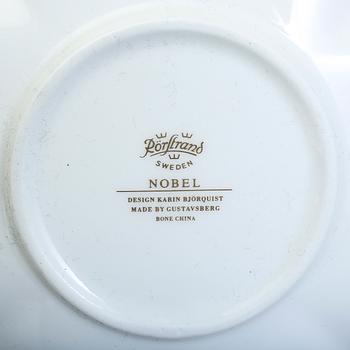 Rörstrand
SWEDEN
NOBEL
DESIGN KARIN BJÖRQUIST
MADE BY GUSTAVSBERG
BONE CHINA